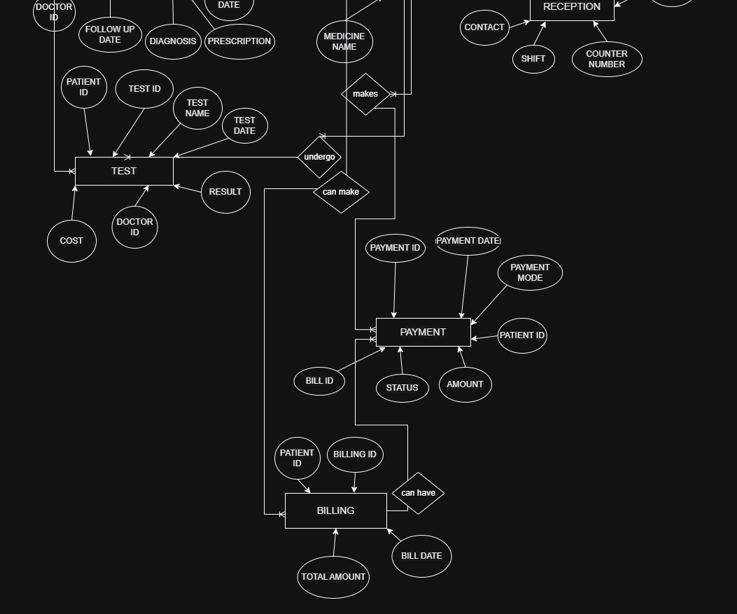 DOCTOR
ID
DATE
RECEPTION
FOLLOW UP
DATE
DIAGNOSIS
PRESCRIPTION
MEDICINE
NAME
CONTACT
SHIFT
COUNTER
NUMBER
PATIENT
ID
TEST ID
TEST
NAME
TEST
DATE
makes
undergo
TEST
can make
RESULT
COST
DOCTOR
ID
PAYMENT ID
PAYMENT DATE
PAYMENT
MODE
PAYMENT
PATIENT ID
BILL ID
STATUS
AMOUNT
PATIENT
ID
BILLING ID
can have
BILLING
BILL DATE
TOTAL AMOUNT